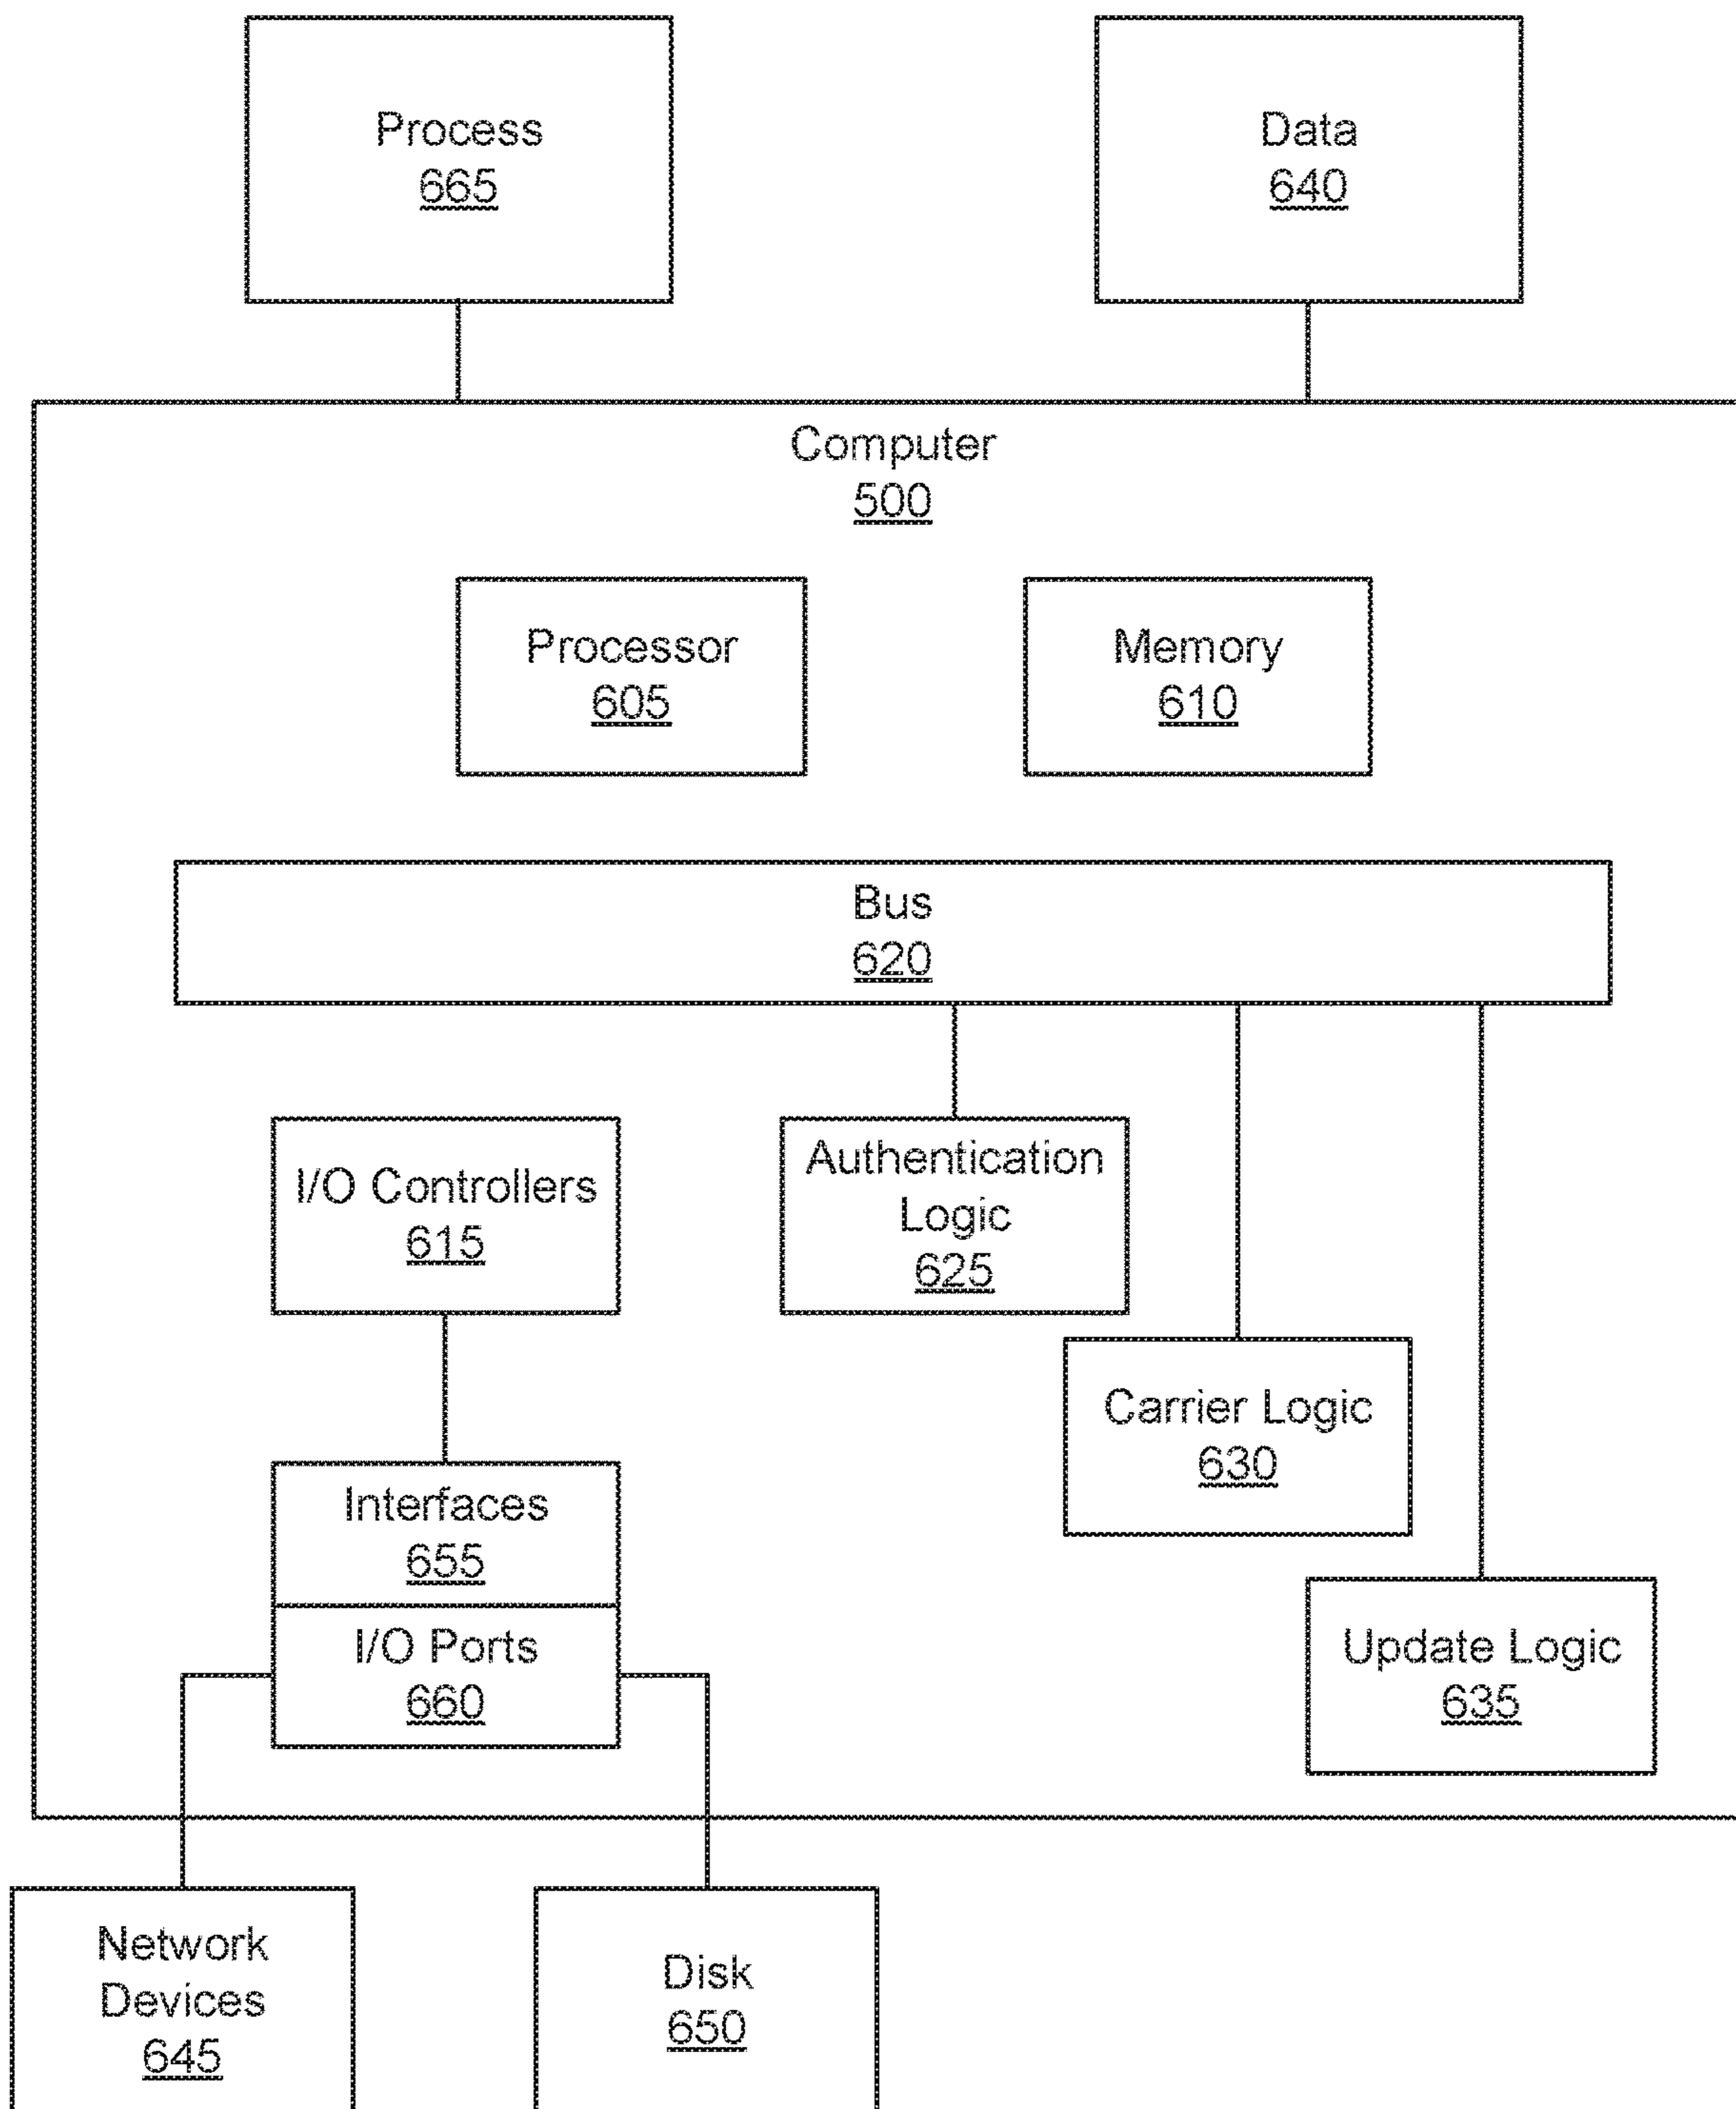 Process
665
Data
640
Computer
500
Processor
605
Memory
610
Bus
620
I/O Controllers
615
Authentication
Logic
625
Carrier Logic
630
Interfaces
655
I/O Ports
660
Update Logic
635
Network
Devices
645
Disk
650